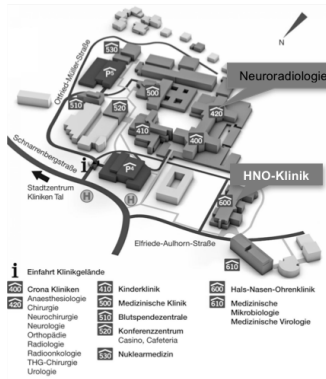 530
N
P5
Otfried-Müller-Straße
Neuroradiologie
510
520
500
420
410
400
Schnarrenbergstraße
i
P4
HNO-Klinik
Stadtzentrum
Kliniken Tal
H
H
600
Elfriede-Aulhorn-Straße
610
i Einfahrt Klinikgelände
400 Crona Kliniken
420 Anaesthesiologie
Chirurgie
Neurochirurgie
Neurologie
Orthopädie
Radiologie
Radioonkologie
THG-Chirurgie
Urologie
410 Kinderklinik
500 Medizinische Klinik
510 Blutspendezentrale
520 Konferenzzentrum
Casino, Cafeteria
530 Nuklearmedizin
600 Hals-Nasen-Ohrenklinik
610 Medizinische
Mikrobiologie
Medizinische Virologie